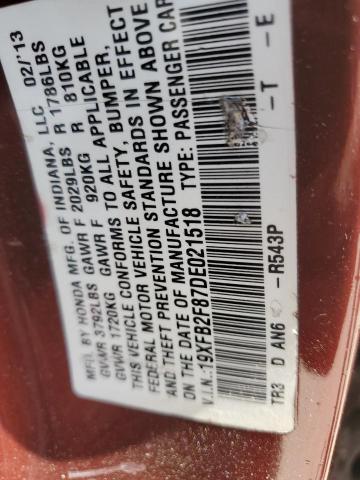 MFD. BY HONDA MFG. OF INDIANA, LLC 02/'13
GVWR 3792LBS GAWR F 2029LBS R 1786LBS
GVWR 1720KG GAWR F 920KG R 810KG
THIS VEHICLE CONFORMS TO ALL APPLICABLE
FEDERAL MOTOR VEHICLE SAFETY, BUMPER,
AND THEFT PREVENTION STANDARDS IN EFFECT
ON THE DATE OF MANUFACTURE SHOWN ABOVE
V.I.N.:19XFB2F87DE021518 TYPE: PASSENGER CAR
TR3 D AN6 -R543P -T -E